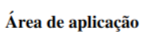 Área de aplicação